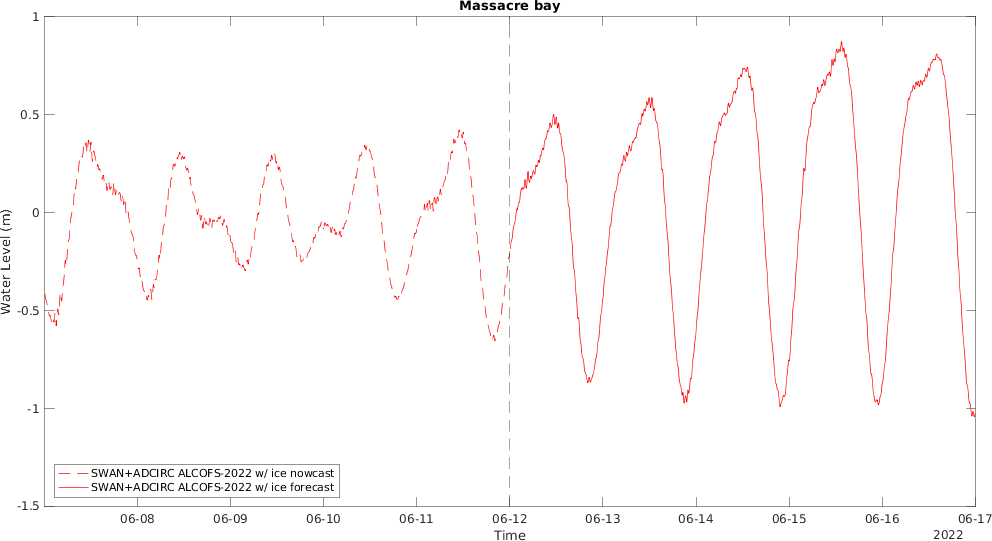 Massacre bay
1
0.5
0
-0.5
-1
-1.5
Water Level (m)
SWAN+ADCIRC ALCOFS-2022 w/ ice nowcast
SWAN+ADCIRC ALCOFS-2022 w/ ice forecast
06-08 06-09 06-10 06-11 06-12 06-13 06-14 06-15 06-16 06-17
Time
2022